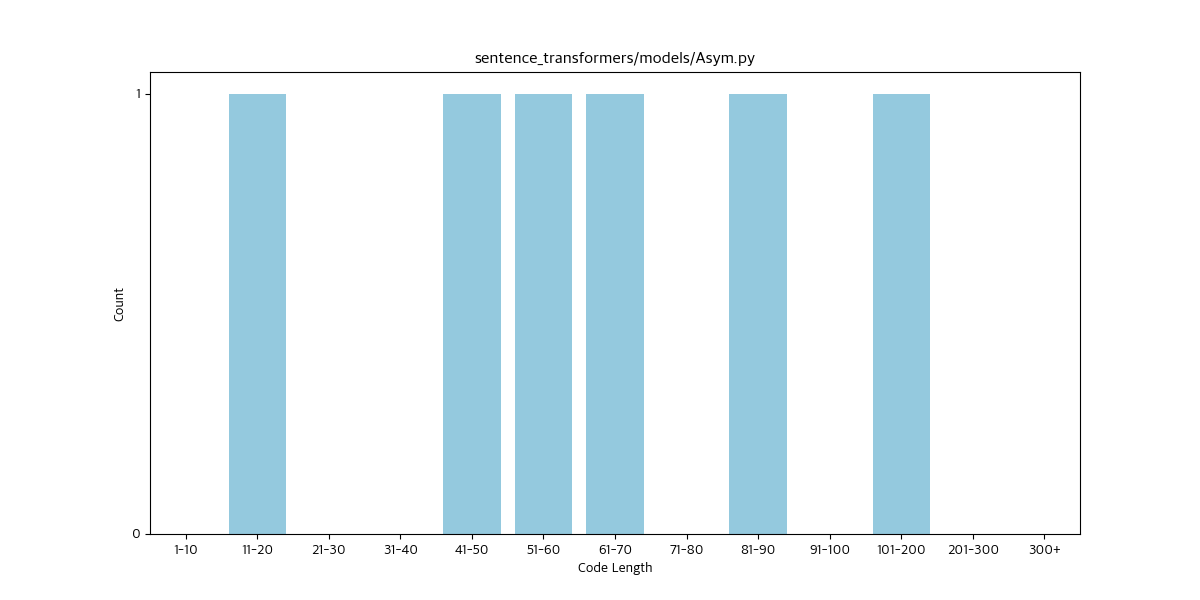 sentence_transformers/models/Asym.py
1
Count
0
1-10 11-20 21-30 31-40 41-50 51-60 61-70 71-80 81-90 91-100 101-200 201-300 300+
Code Length